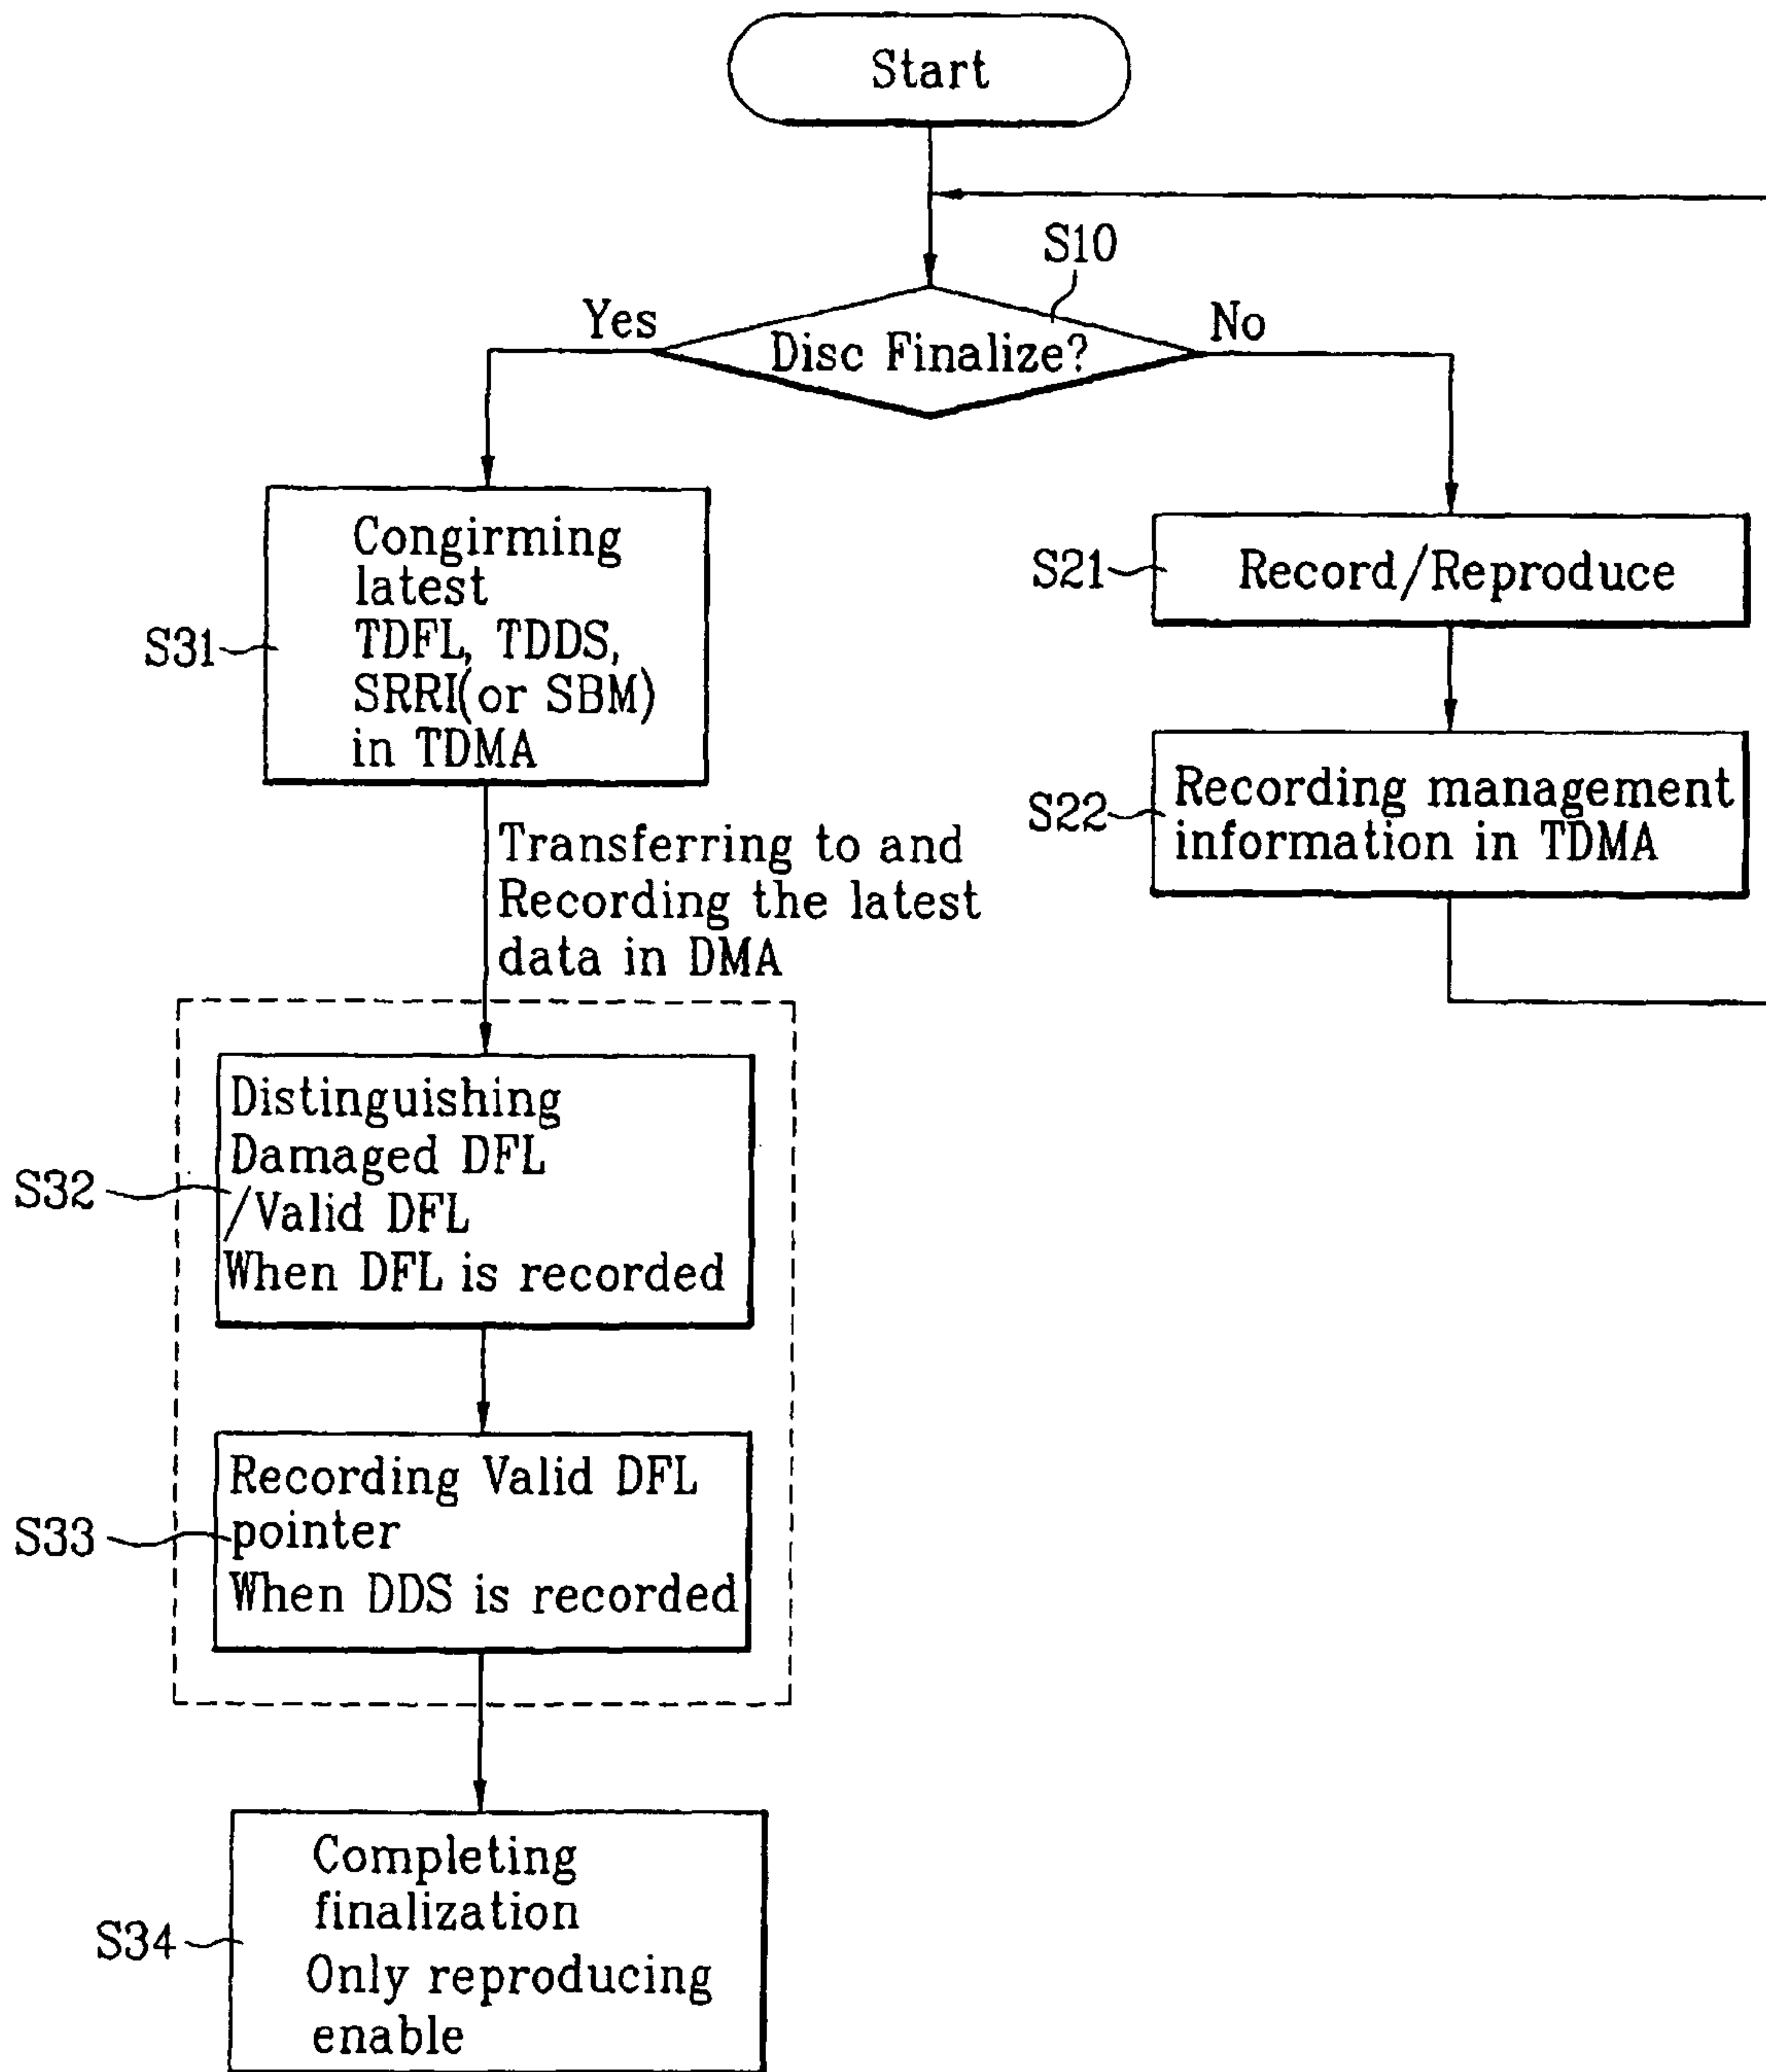 Start
S10
Yes
No
Disc Finalize?
Congirming
latest
TDFL, TDDS,
SRRI(or SBM)
in TDMA
S31
S21
Record/Reproduce
S22
Recording management
information in TDMA
Transferring to and
Recording the latest
data in DMA
S32
Distinguishing
Damaged DFL
/Valid DFL
When DFL is recorded
S33
Recording Valid DFL
pointer
When DDS is recorded
S34
Completing
finalization
Only reproducing
enable